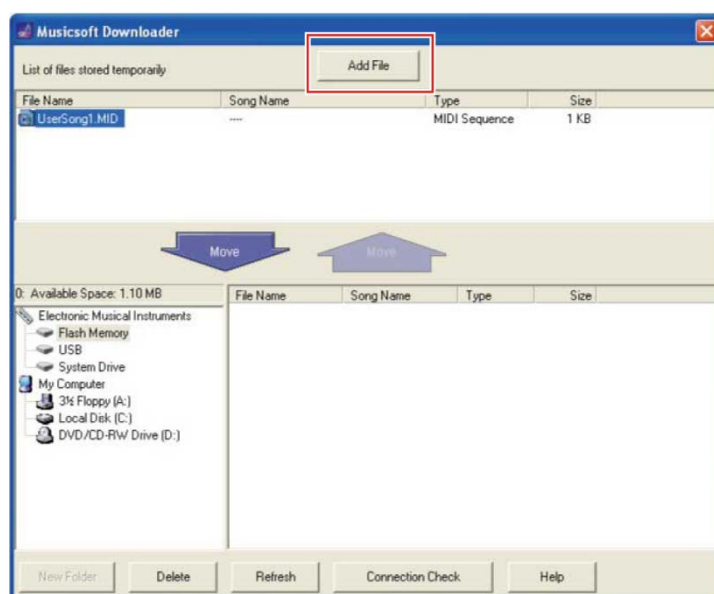 Musicsoft Downloader
List of files stored temporarily
Add File
File Name Song Name Type Size
UserSong1.MID ---- MIDI Sequence 1 KB
Move Move
0: Available Space: 1.10 MB
File Name Song Name Type Size
Electronic Musical Instruments
Flash Memory
USB
System Drive
My Computer
3½ Floppy (A:)
Local Disk (C:)
DVD/CD-RW Drive (D:)
New Folder Delete Refresh Connection Check Help